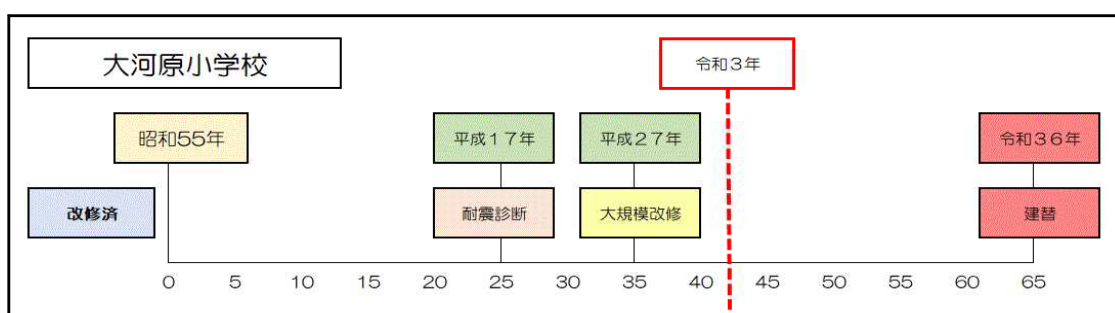 大河原小学校
令和3年
昭和55年
平成17年
平成27年
令和36年
改修済
耐震診断
大規模改修
建替
0 5 10 15 20 25 30 35 40 45 50 55 60 65